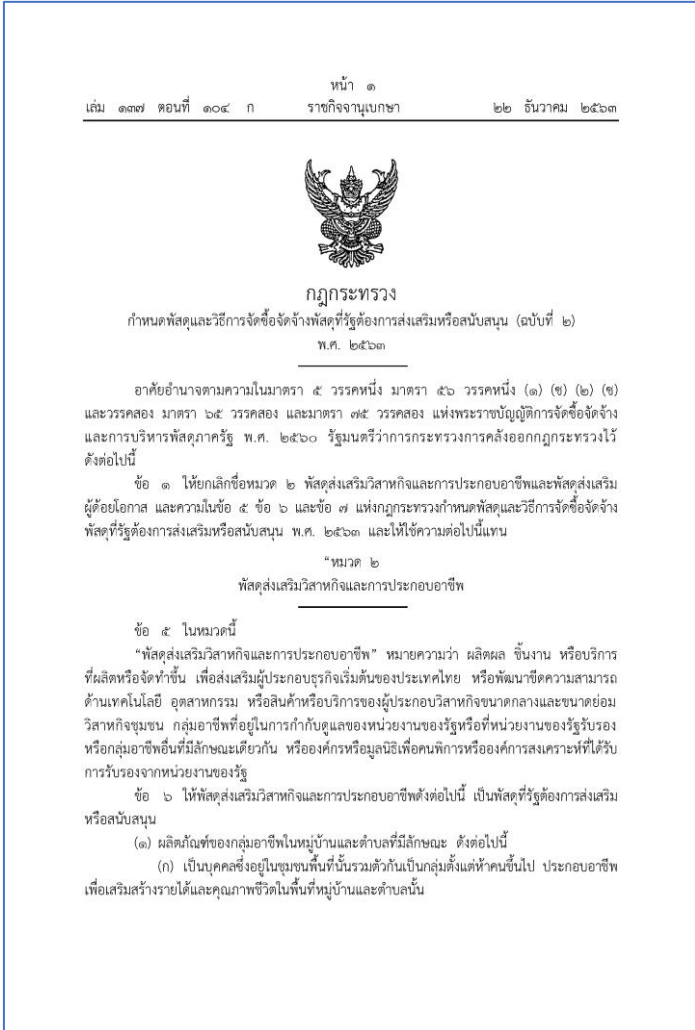 หน้า ๑
เล่ม ๑๓๗ ตอนที่ ๑๐๔ ก ราชกิจจานุเบกษา ๒๒ ธันวาคม ๒๕๖๓
กฎกระทรวง
กำหนดพัสดุและวิธีการจัดซื้อจัดจ้างพัสดุที่รัฐต้องการส่งเสริมหรือสนับสนุน (ฉบับที่ ๒)
พ.ศ. ๒๕๖๓
อาศัยอำนาจตามความในมาตรา ๕ วรรคหนึ่ง มาตรา ๕๖ วรรคหนึ่ง (๑) (ซ) (๒) (ซ)
และวรรคสอง มาตรา ๖๕ วรรคสอง และมาตรา ๗๕ วรรคสอง แห่งพระราชบัญญัติการจัดซื้อจัดจ้าง
และการบริหารพัสดุภาครัฐ พ.ศ. ๒๕๖๐ รัฐมนตรีว่าการกระทรวงการคลังออกกฎกระทรวงไว้
ดังต่อไปนี้
ข้อ ๑ ให้ยกเลิกชื่อหมวด ๒ พัสดุส่งเสริมวิสาหกิจและการประกอบอาชีพและพัสดุส่งเสริม
ผู้ด้อยโอกาส และความในข้อ ๕ ข้อ ๖ และข้อ ๗ แห่งกฎกระทรวงกำหนดพัสดุและวิธีการจัดซื้อจัดจ้าง
พัสดุที่รัฐต้องการส่งเสริมหรือสนับสนุน พ.ศ. ๒๕๖๓ และให้ใช้ความต่อไปนี้แทน
“หมวด ๒
พัสดุส่งเสริมวิสาหกิจและการประกอบอาชีพ
ข้อ ๕ ในหมวดนี้
“พัสดุส่งเสริมวิสาหกิจและการประกอบอาชีพ” หมายความว่า ผลิตผล ชิ้นงาน หรือบริการ
ที่ผลิตหรือจัดทำขึ้น เพื่อส่งเสริมผู้ประกอบธุรกิจเริ่มต้นของประเทศไทย หรือพัฒนาขีดความสามารถ
ด้านเทคโนโลยี อุตสาหกรรม หรือสินค้าหรือบริการของผู้ประกอบวิสาหกิจขนาดกลางและขนาดย่อม
วิสาหกิจชุมชน กลุ่มอาชีพที่อยู่ในการกำกับดูแลของหน่วยงานของรัฐหรือที่หน่วยงานของรัฐรับรอง
หรือกลุ่มอาชีพอื่นที่มีลักษณะเดียวกัน หรือองค์กรหรือมูลนิธิเพื่อคนพิการหรือองค์การสงเคราะห์ที่ได้รับ
การรับรองจากหน่วยงานของรัฐ
ข้อ ๖ ให้พัสดุส่งเสริมวิสาหกิจและการประกอบอาชีพดังต่อไปนี้ เป็นพัสดุที่รัฐต้องการส่งเสริม
หรือสนับสนุน
(๑) ผลิตภัณฑ์ของกลุ่มอาชีพในหมู่บ้านและตำบลที่มีลักษณะ ดังต่อไปนี้
(ก) เป็นบุคคลซึ่งอยู่ในชุมชนพื้นที่นั้นรวมตัวกันเป็นกลุ่มตั้งแต่ห้าคนขึ้นไป ประกอบอาชีพ
เพื่อเสริมสร้างรายได้และคุณภาพชีวิตในพื้นที่หมู่บ้านและตำบลนั้น